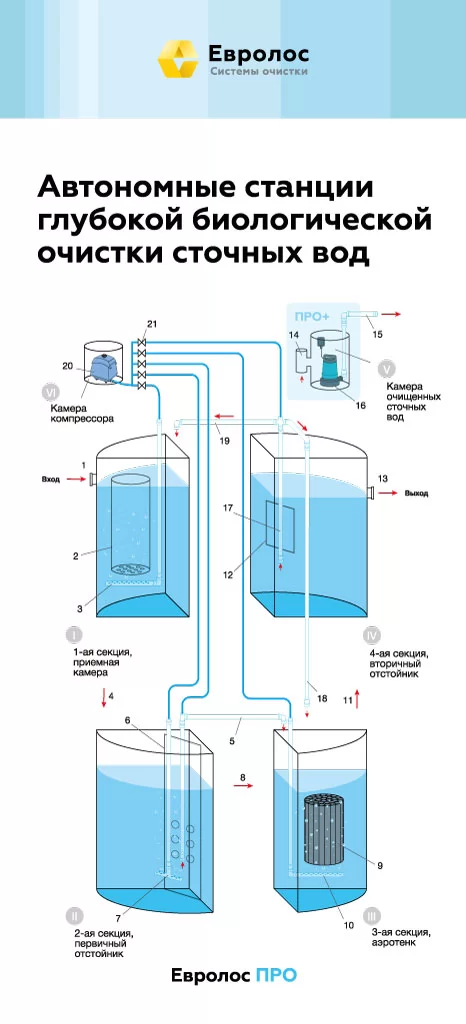 Евролос
Системы очистки
Автономные станции
глубокой биологической
очистки сточных вод
21
ПРО+
14
15
20
VI
Камера
компрессора
V
Камера
очищенных
сточных
вод
16
19
1
Вход
13
Выход
17
2
12
3
I
1-ая секция,
приемная
камера
IV
4-ая секция,
вторичный
отстойник
4
18
11
6
5
8
9
7
10
II
2-ая секция,
первичный
отстойник
III
3-ая секция,
аэротенк
Евролос ПРО